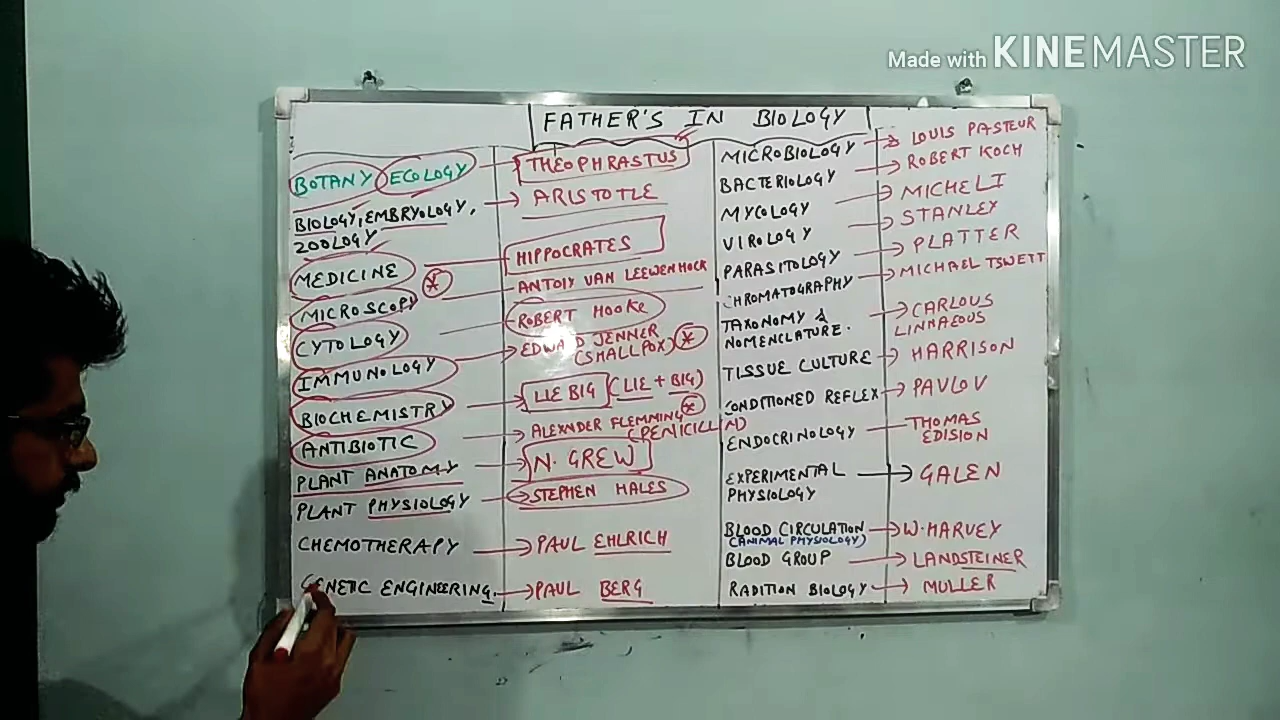 Made with KINEMASTER
FATHER'S IN BIOLOGY
BOTANY ECOLOGY THEOPHRASTUS
BIOLOGY, EMBRYOLOGY, ARISTOTLE
ZOOLOGY
MEDICINE HIPPOCRATES
MICROSCOPY ANTOIY VAN LEEWENHOCK
CYTOLOGY ROBERT HOOKE
IMMUNOLOGY EDWARD JENNER
(SMALLPOX)
BIOCHEMISTRY LIE BIG (LIE + BIG)
ANTIBIOTIC ALEXNDER FLEMMING
(PENICILLIN)
PLANT ANATOMY N. GREW
PLANT PHYSIOLOGY STEPHEN HALES
CHEMOTHERAPY PAUL EHLRICH
GENETIC ENGINEERING. PAUL BERG
MICROBIOLOGY LOUIS PASTEUR
BACTERIOLOGY ROBERT KOCH
MYCOLOGY MICHELI
VIROLOGY STANLEY
PARASITOLOGY PLATTER
CHROMATOGRAPHY MICHAEL TSWETT
TAXONOMY & CARLOUS
NOMENCLATURE. LINNAEOUS
TISSUE CULTURE HARRISON
CONDITIONED REFLEX PAVLOV
ENDOCRINOLOGY THOMAS
EDISION
EXPERIMENTAL GALEN
PHYSIOLOGY
BLOOD CIRCULATION W. HARVEY
(ANIMAL PHYSIOLOGY)
BLOOD GROUP LANDSTEINER
RADITION BIOLOGY MULLER